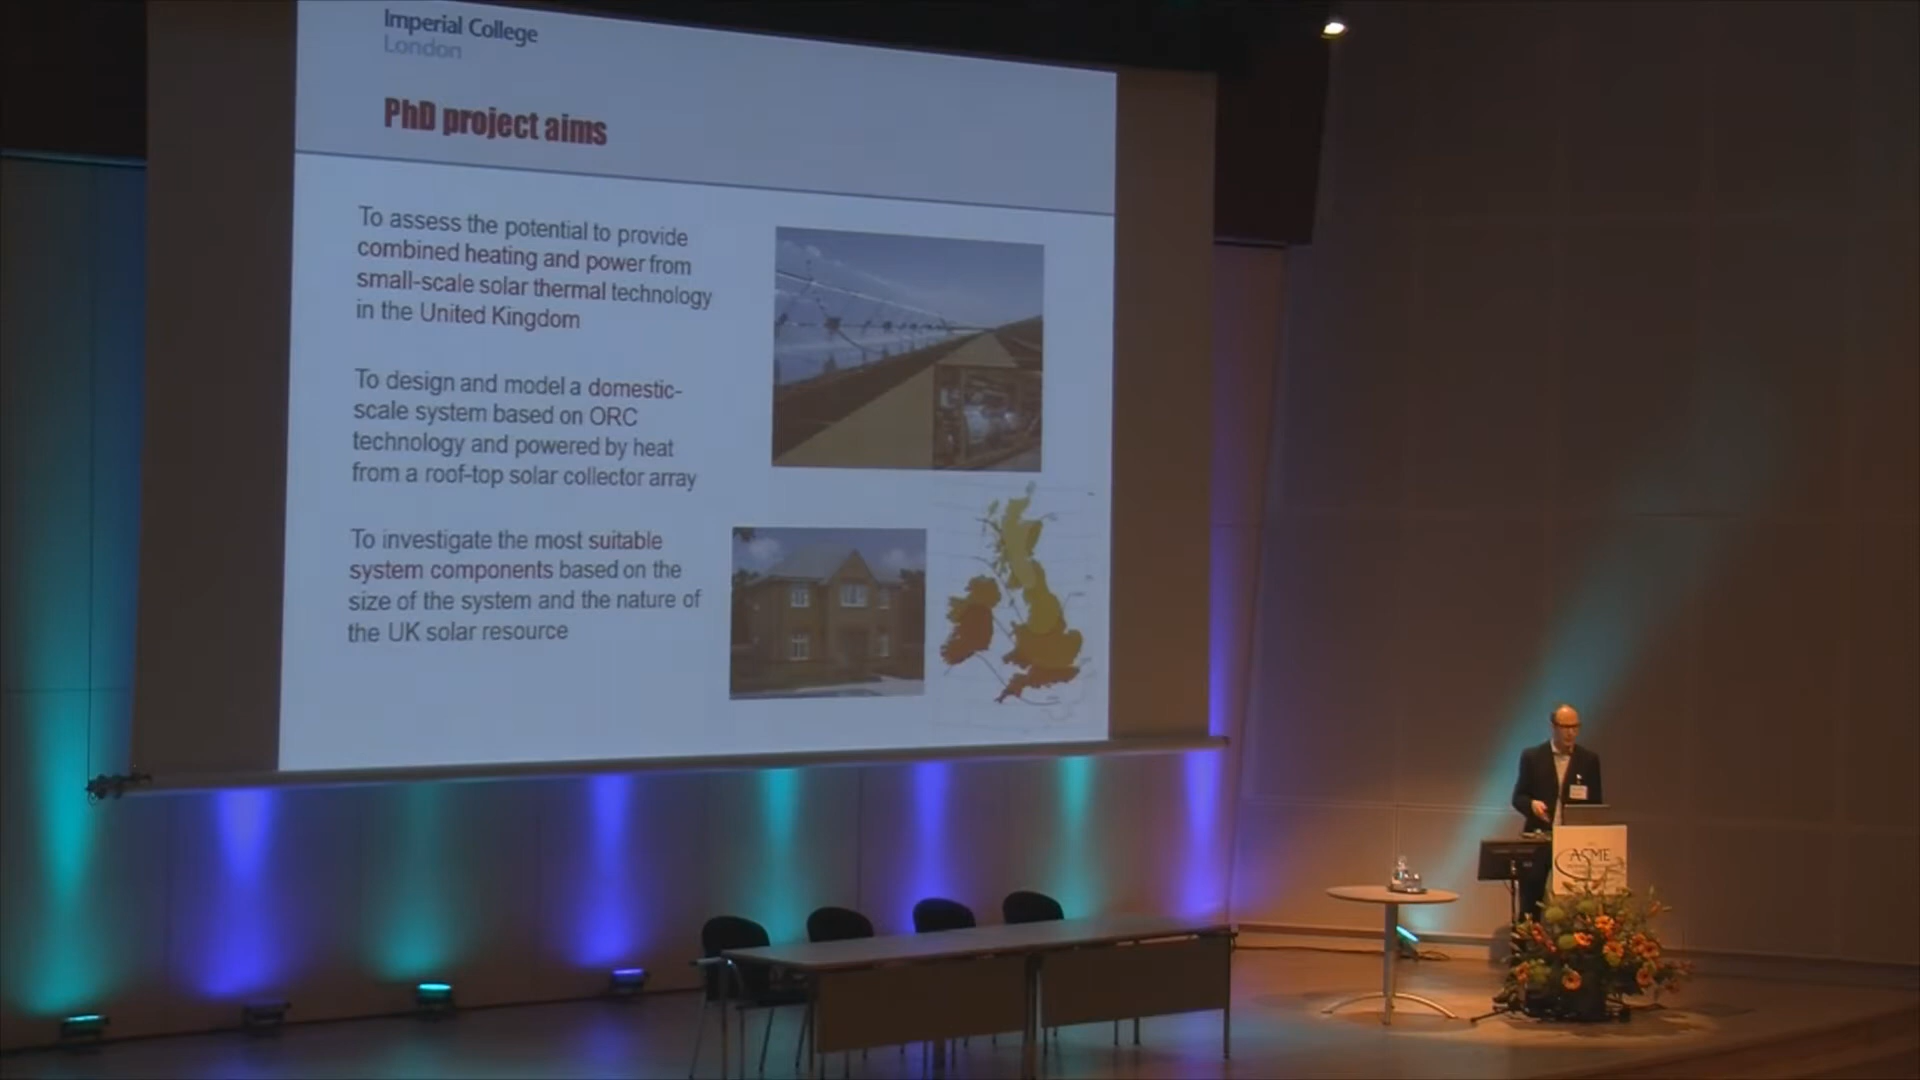 Imperial College
London
PhD project aims
To assess the potential to provide
combined heating and power from
small-scale solar thermal technology
in the United Kingdom
To design and model a domestic-
scale system based on ORC
technology and powered by heat
from a roof-top solar collector array
To investigate the most suitable
system components based on the
size of the system and the nature of
the UK solar resource
ASME